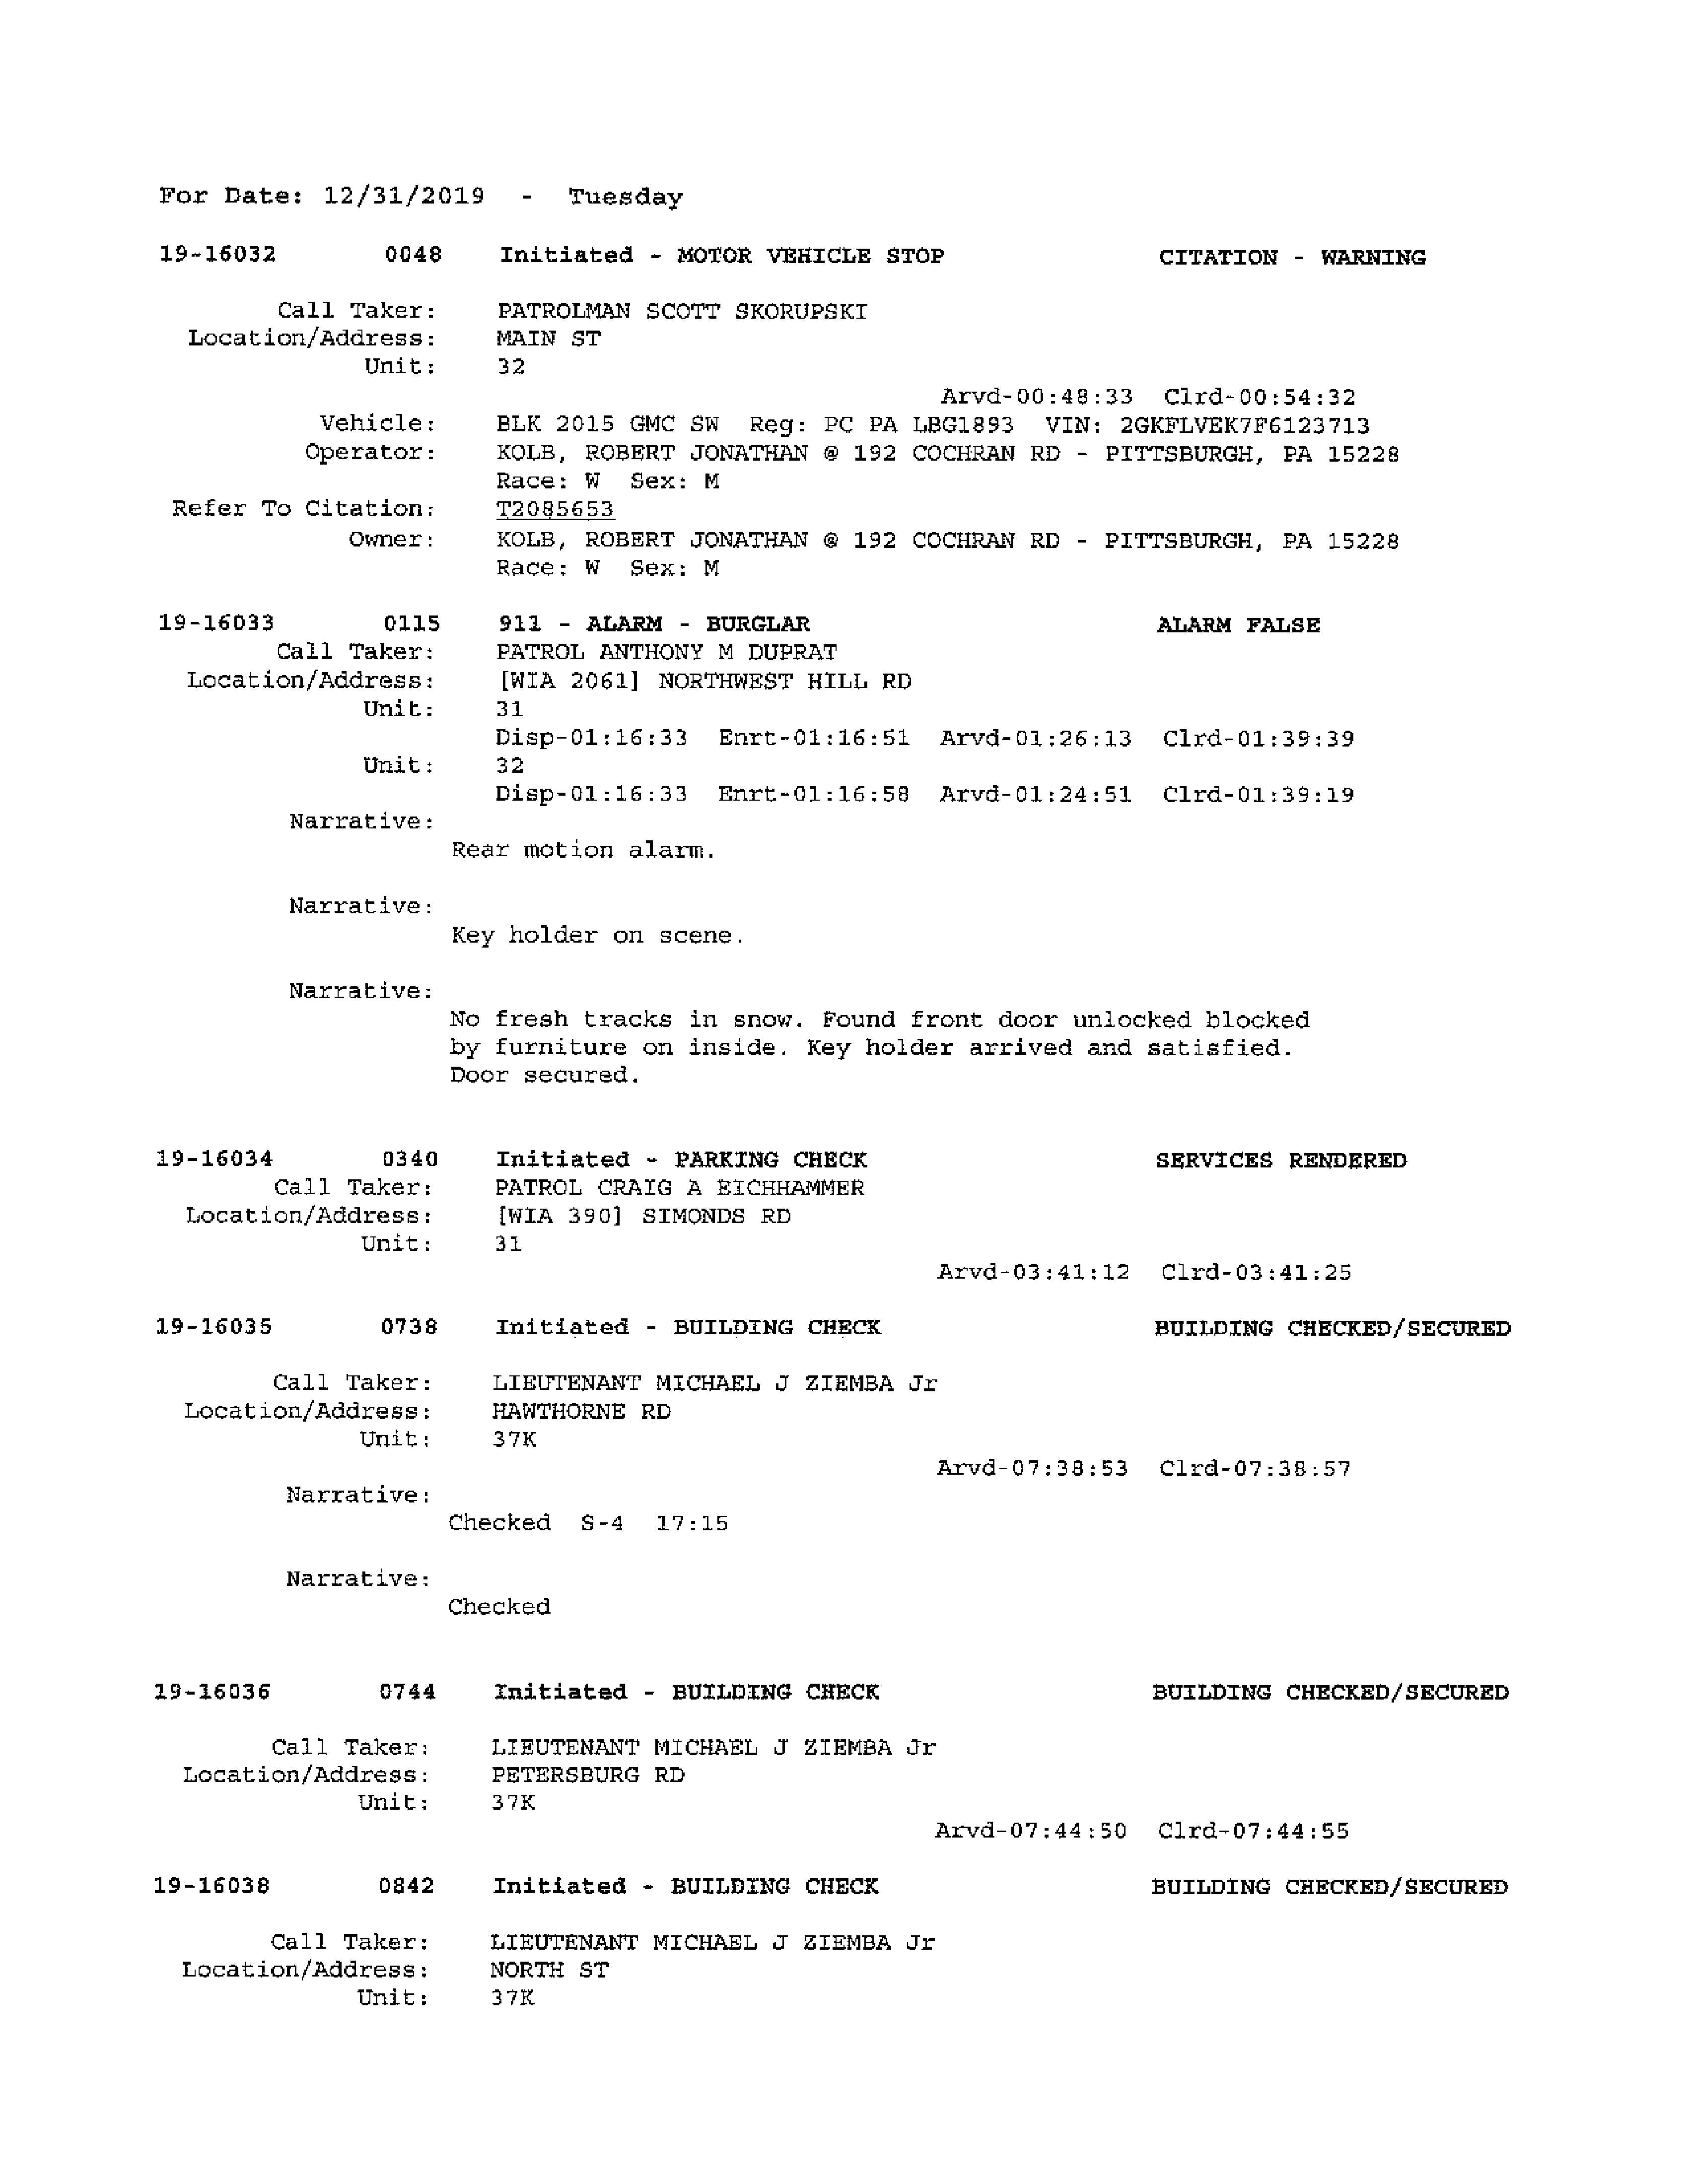 For Date: 12/31/2019 - Tuesday
19-16032 0048 Initiated - MOTOR VEHICLE STOP CITATION - WARNING
Call Taker: PATROLMAN SCOTT SKORUPSKI
Location/Address: MAIN ST
Unit: 32
Arvd-00:48:33 Clrd-00:54:32
Vehicle: BLK 2015 GMC SW Reg: PC PA LBG1893 VIN: 2GKFLVEK7F6123713
Operator: KOLB, ROBERT JONATHAN @ 192 COCHRAN RD - PITTSBURGH, PA 15228
Race: W Sex: M
Refer To Citation: T2085653
Owner: KOLB, ROBERT JONATHAN @ 192 COCHRAN RD - PITTSBURGH, PA 15228
Race: W Sex: M
19-16033 0115 911 - ALARM - BURGLAR ALARM FALSE
Call Taker: PATROL ANTHONY M DUPRAT
Location/Address: [WIA 2061] NORTHWEST HILL RD
Unit: 31
Disp-01:16:33 Enrt-01:16:51 Arvd-01:26:13 Clrd-01:39:39
Unit: 32
Disp-01:16:33 Enrt-01:16:58 Arvd-01:24:51 Clrd-01:39:19
Narrative:
Rear motion alarm.
Narrative:
Key holder on scene.
Narrative:
No fresh tracks in snow. Found front door unlocked blocked
by furniture on inside. Key holder arrived and satisfied.
Door secured.
19-16034 0340 Initiated - PARKING CHECK SERVICES RENDERED
Call Taker: PATROL CRAIG A EICHHAMMER
Location/Address: [WIA 390] SIMONDS RD
Unit: 31
Arvd-03:41:12 Clrd-03:41:25
19-16035 0738 Initiated - BUILDING CHECK BUILDING CHECKED/SECURED
Call Taker: LIEUTENANT MICHAEL J ZIEMBA Jr
Location/Address: HAWTHORNE RD
Unit: 37K
Arvd-07:38:53 Clrd-07:38:57
Narrative:
Checked S-4 17:15
Narrative:
Checked
19-16036 0744 Initiated - BUILDING CHECK BUILDING CHECKED/SECURED
Call Taker: LIEUTENANT MICHAEL J ZIEMBA Jr
Location/Address: PETERSBURG RD
Unit: 37K
Arvd-07:44:50 Clrd-07:44:55
19-16038 0842 Initiated - BUILDING CHECK BUILDING CHECKED/SECURED
Call Taker: LIEUTENANT MICHAEL J ZIEMBA Jr
Location/Address: NORTH ST
Unit: 37K